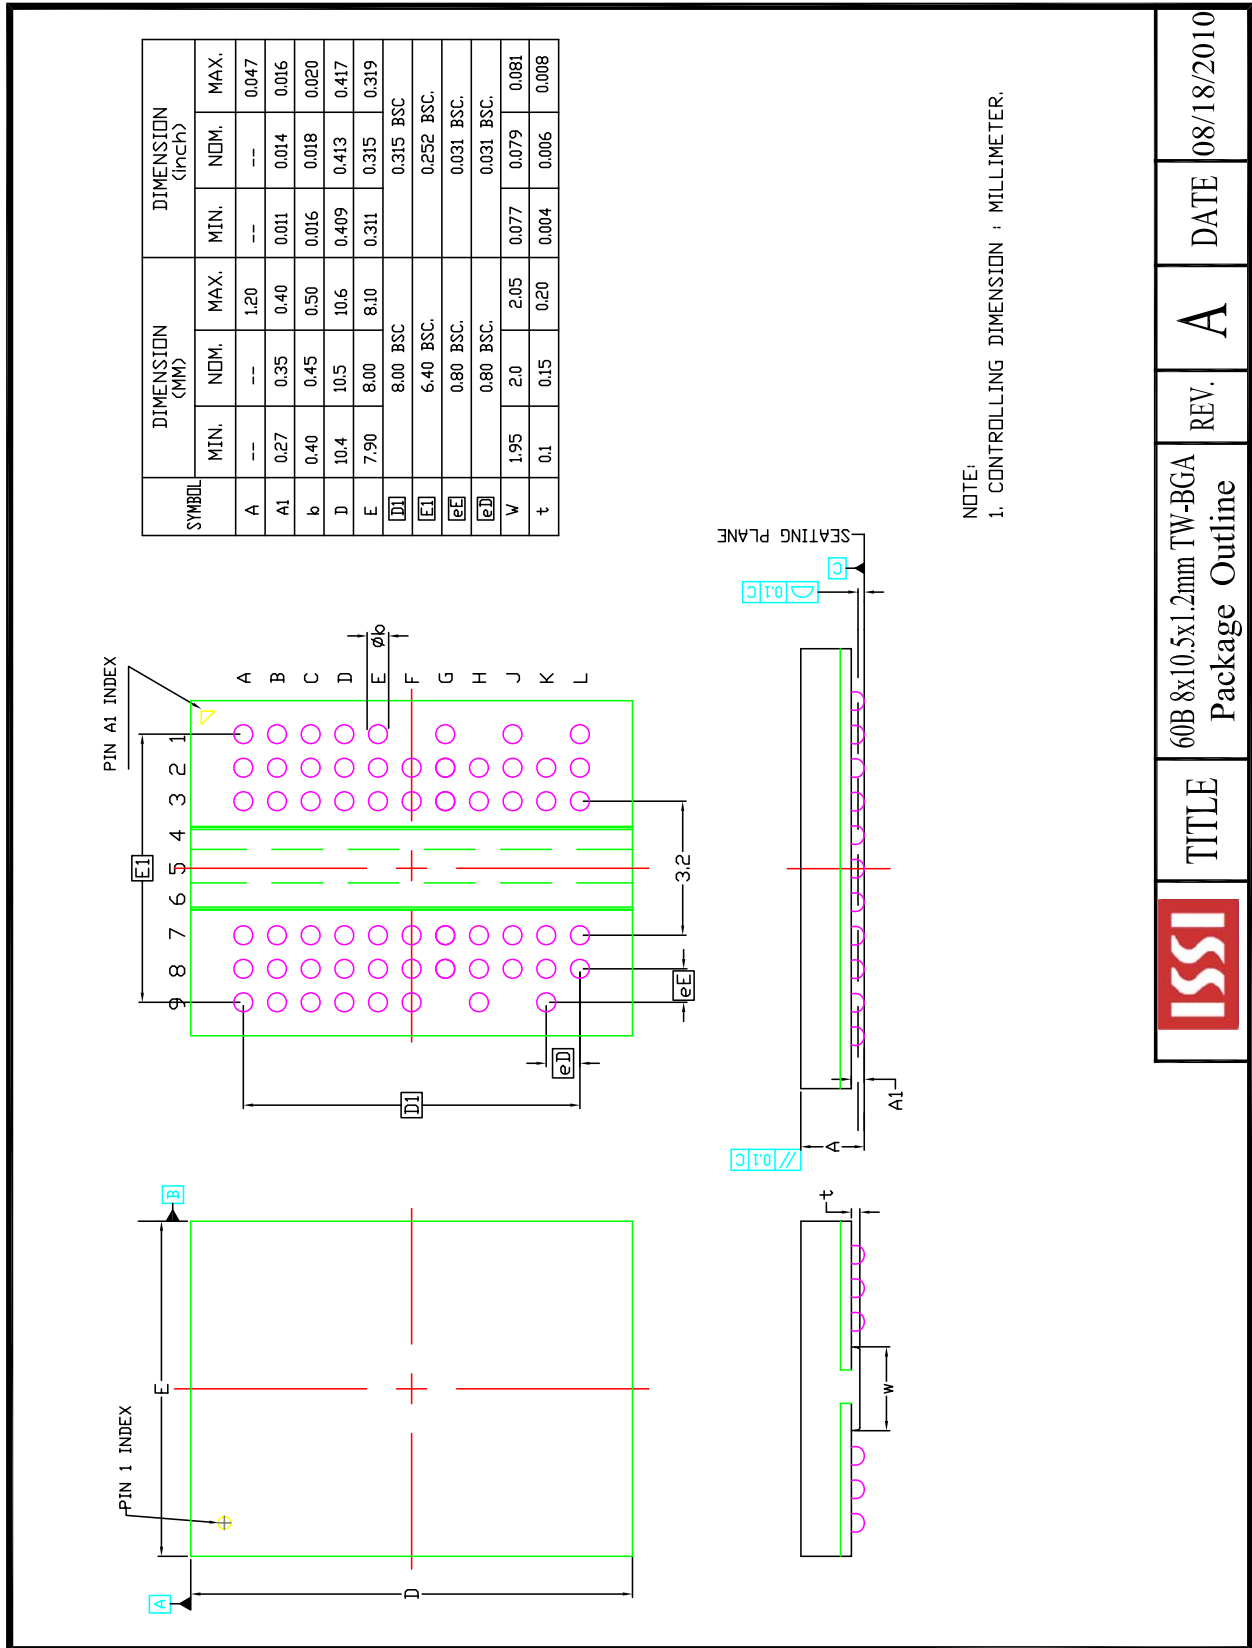 PIN 1 INDEX
A
B
E
D
PIN A1 INDEX
1 2 3 4 5 6 7 8 9
A
B
C
D
E
F
G
H
J
K
L
E1
D1
eD
eE
3.2
øb
SYMBOL DIMENSION (MM) DIMENSION (inch)
MIN. NOM. MAX. MIN. NOM. MAX.
A -- -- 1.20 -- -- 0.047
A1 0.27 0.35 0.40 0.011 0.014 0.016
b 0.40 0.45 0.50 0.016 0.018 0.020
D 10.4 10.5 10.6 0.409 0.413 0.417
E 7.90 8.00 8.10 0.311 0.315 0.319
D1 8.00 BSC 0.315 BSC
E1 6.40 BSC. 0.252 BSC.
eE 0.80 BSC. 0.031 BSC.
eD 0.80 BSC. 0.031 BSC.
W 1.95 2.0 2.05 0.077 0.079 0.081
t 0.1 0.15 0.20 0.004 0.006 0.008
t
w
// 0.1 C
A
A1
0.1 C
C
SEATING PLANE
NOTE:
1. CONTROLLING DIMENSION : MILLIMETER.
ISSI
TITLE
60B 8x10.5x1.2mm TW-BGA
Package Outline
REV.
A
DATE
08/18/2010